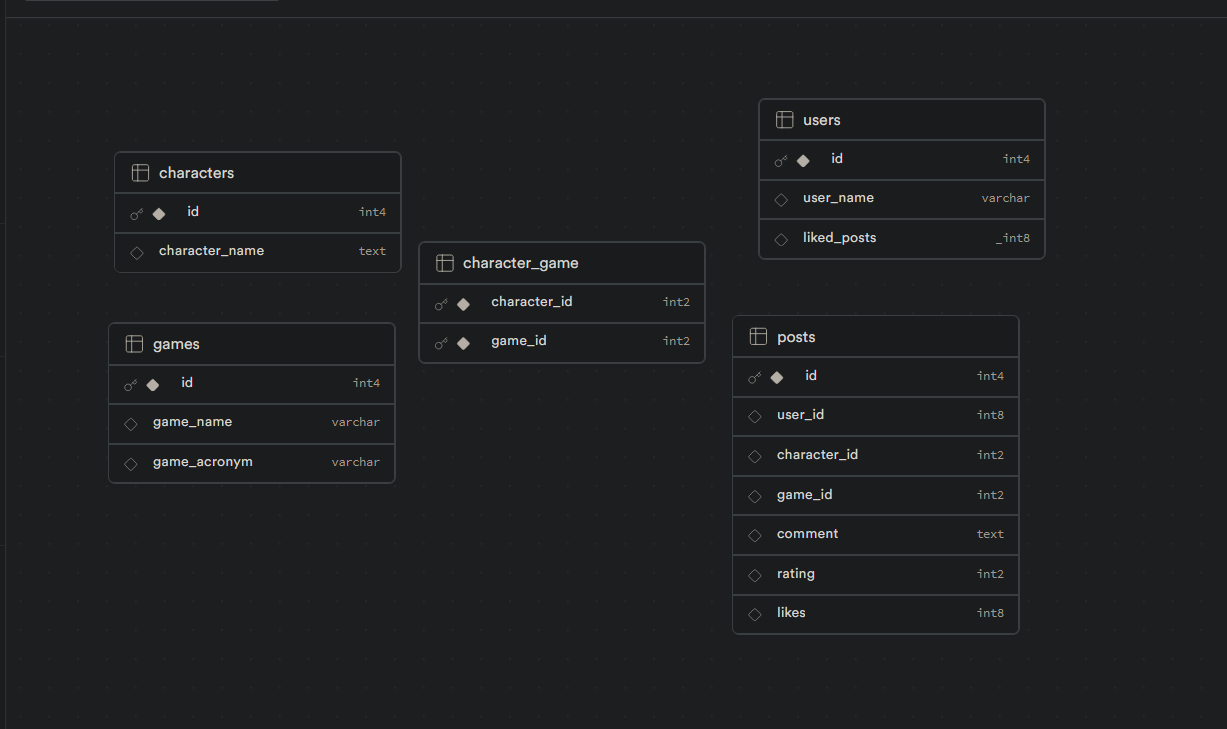 characters
id int4
character_name text
games
id int4
game_name varchar
game_acronym varchar
character_game
character_id int2
game_id int2
users
id int4
user_name varchar
liked_posts _int8
posts
id int4
user_id int8
character_id int2
game_id int2
comment text
rating int2
likes int8